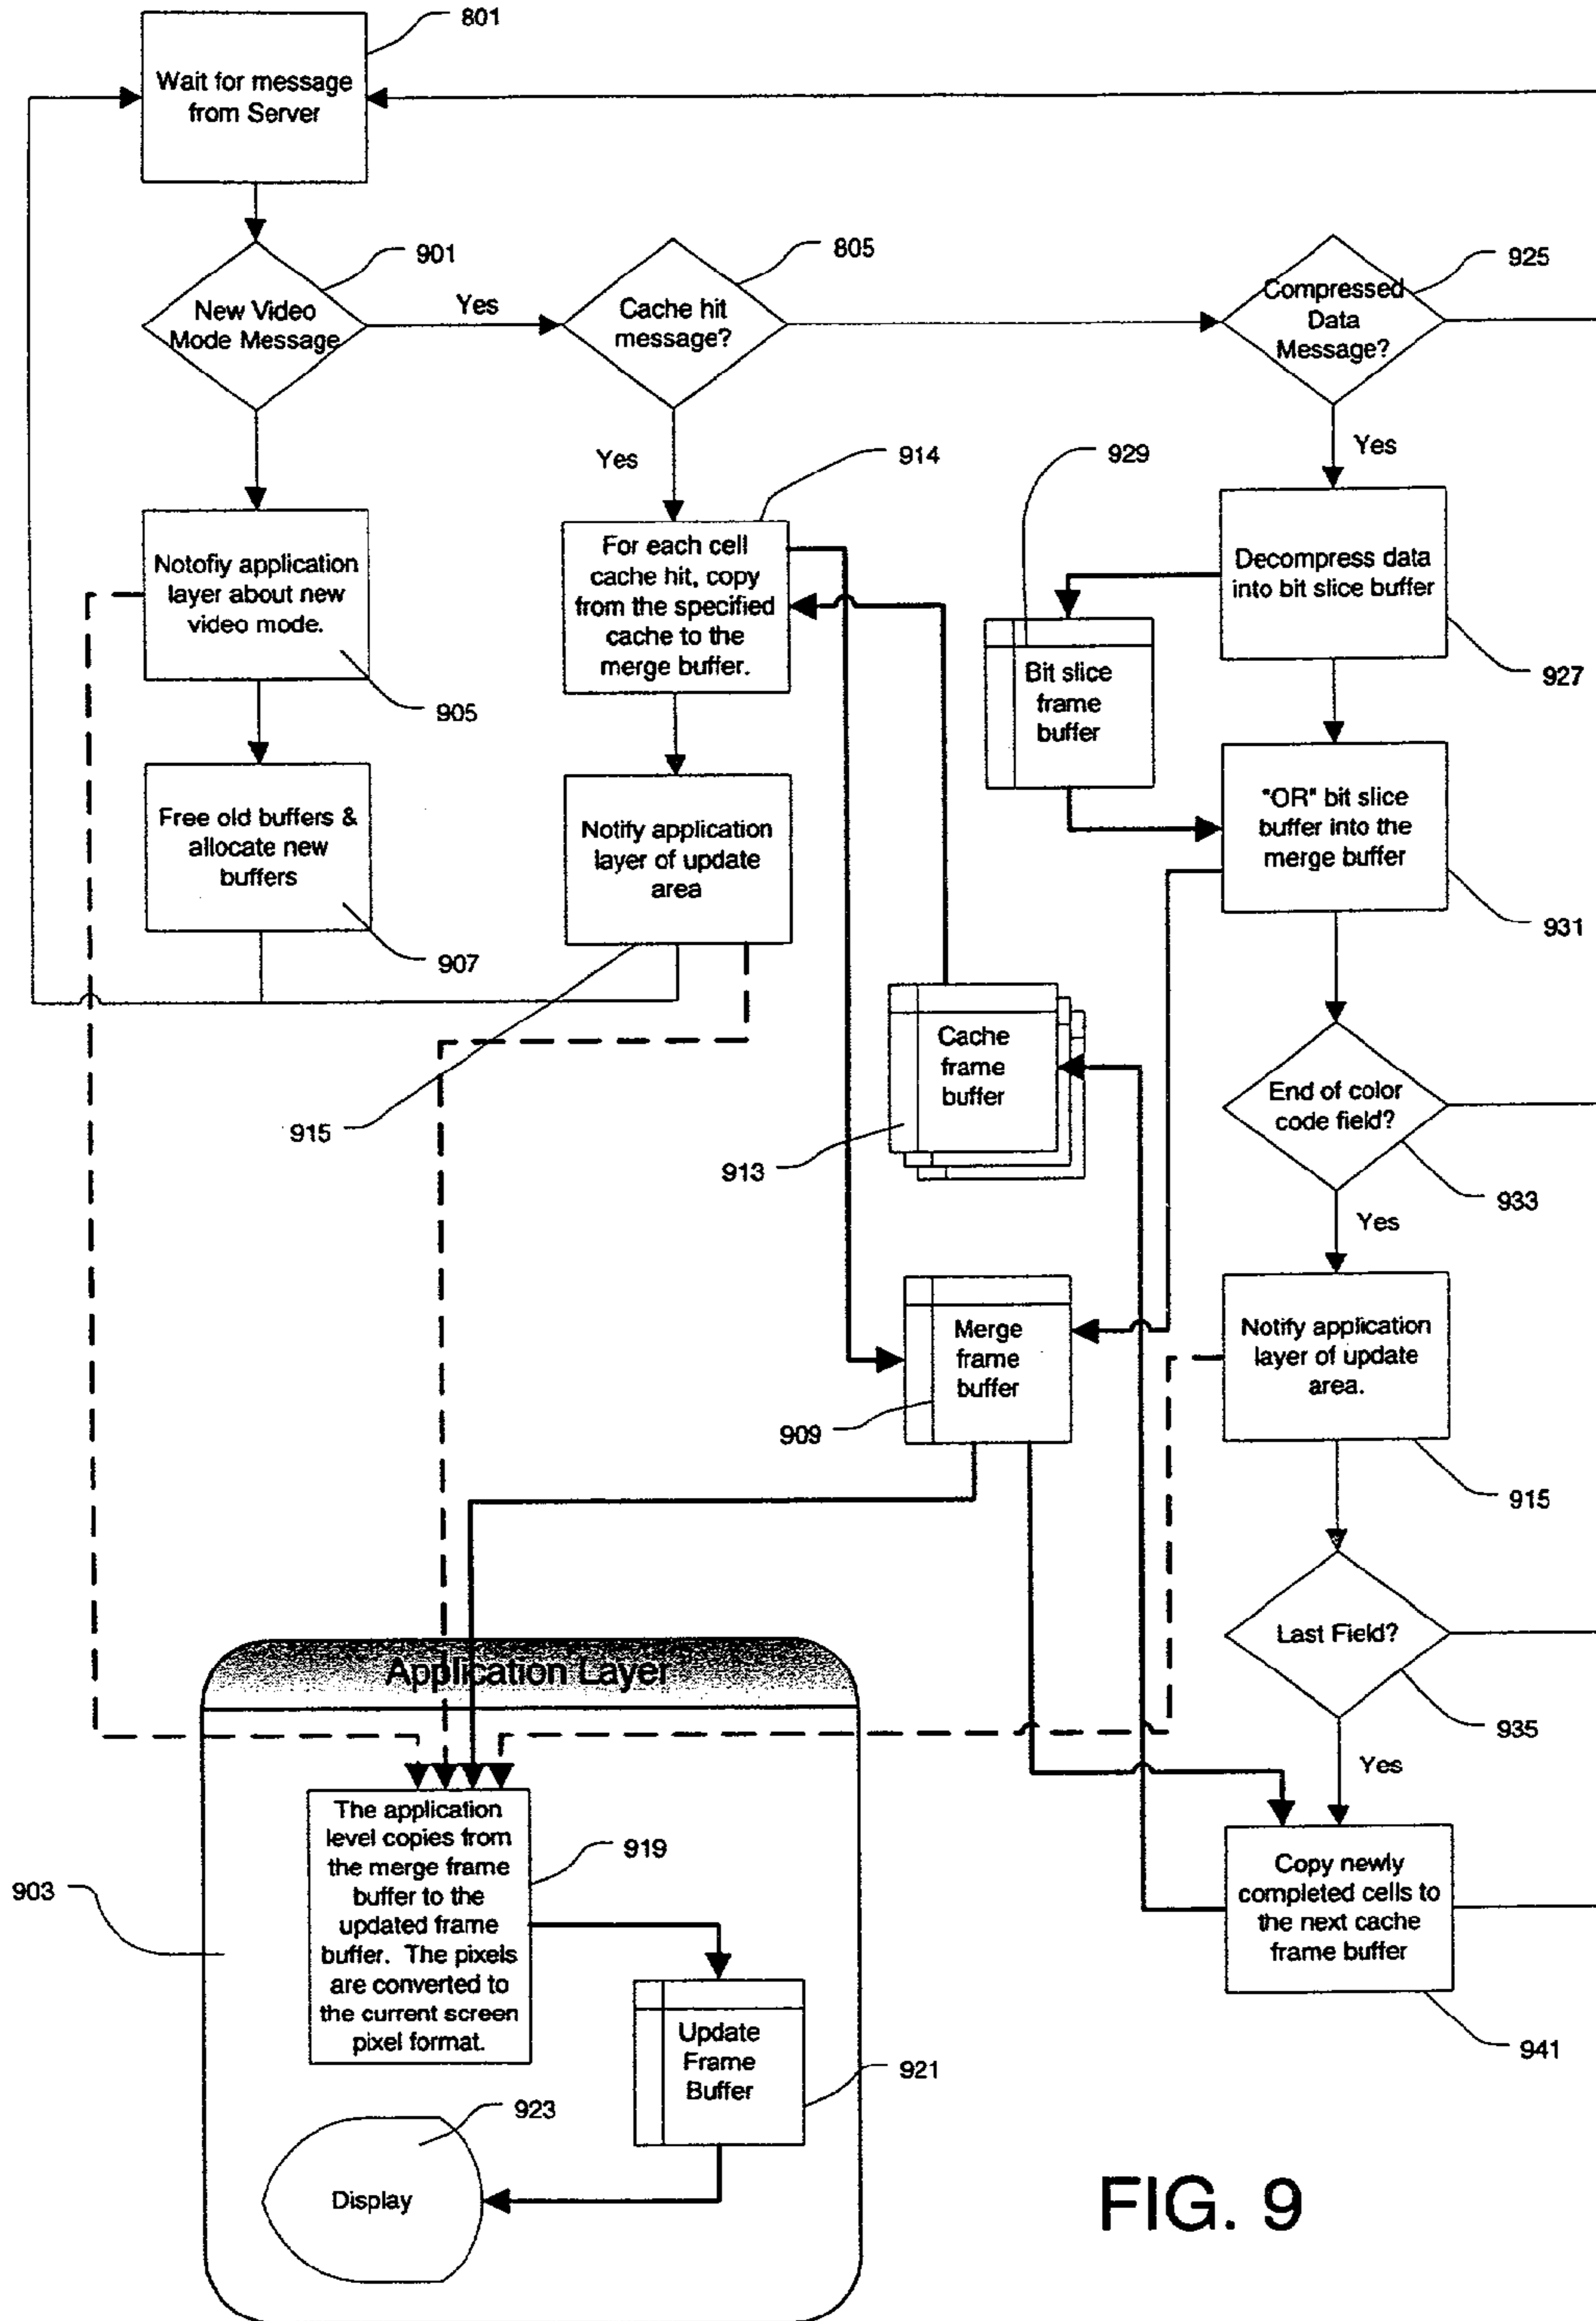 801
Wait for message
from Server
901
New Video
Mode Message
Yes
805
Cache hit
message?
925
Compressed
Data
Message?
Yes
Yes
914
929
Notofiy application
layer about new
video mode.
905
For each cell
cache hit, copy
from the specified
cache to the
merge buffer.
Bit slice
frame
buffer
Decompress data
into bit slice buffer
927
Free old buffers &
allocate new
buffers
907
Notify application
layer of update
area
915
"OR" bit slice
buffer into the
merge buffer
931
Cache
frame
buffer
913
End of color
code field?
933
Yes
Merge
frame
buffer
909
Notify application
layer of update
area.
915
Last Field?
935
Yes
Application Layer
903
The application
level copies from
the merge frame
buffer to the
updated frame
buffer. The pixels
are converted to
the current screen
pixel format.
919
Copy newly
completed cells to
the next cache
frame buffer
941
Update
Frame
Buffer
921
923
Display
FIG. 9